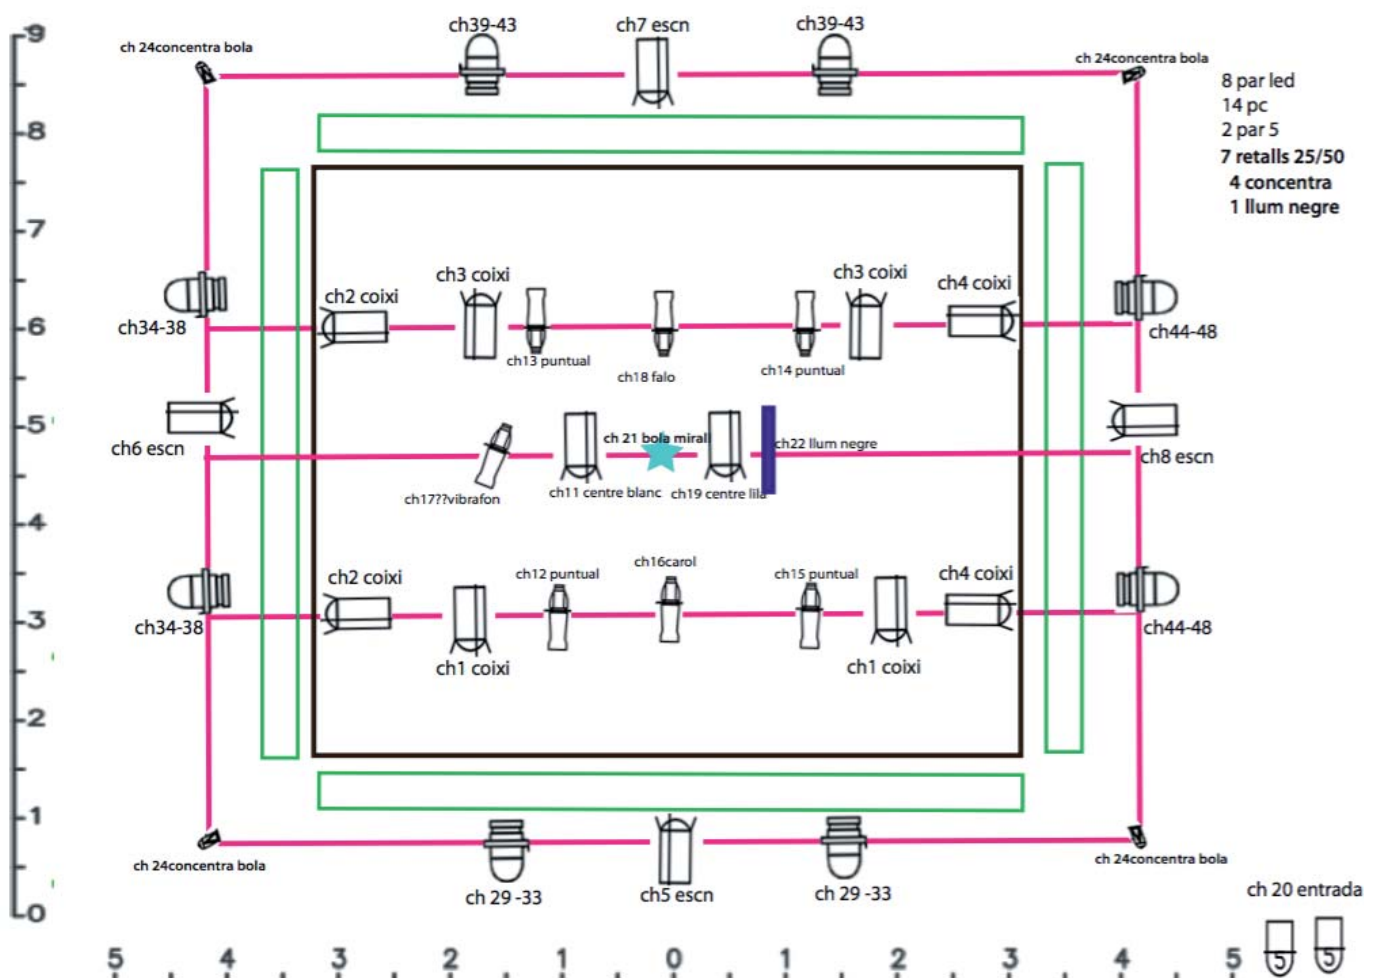 ch39-43
ch7 escn
ch39-43
ch 24concentra bola
ch 24concentra bola
8 par led
14 pc
2 par 5
7 retalls 25/50
4 concentra
1 llum negre
9
8
7
6
5
4
3
2
1
0
ch3 coixi
ch3 coixi
ch2 coixi
ch4 coixi
ch34-38
ch44-48
ch13 puntual
ch18 falo
ch14 puntual
ch6 escn
ch 21 bola mirall
ch22 llum negre
ch8 escn
ch17??vibrafon
ch11 centre blanc
ch19 centre lila
ch16carol
ch2 coixi
ch12 puntual
ch15 puntual
ch4 coixi
ch34-38
ch44-48
ch1 coixi
ch1 coixi
ch 24concentra bola
ch 24concentra bola
ch 29 -33
ch5 escn
ch 29 -33
ch 20 entrada
5 5
5 4 3 2 1 0 1 2 3 4 5